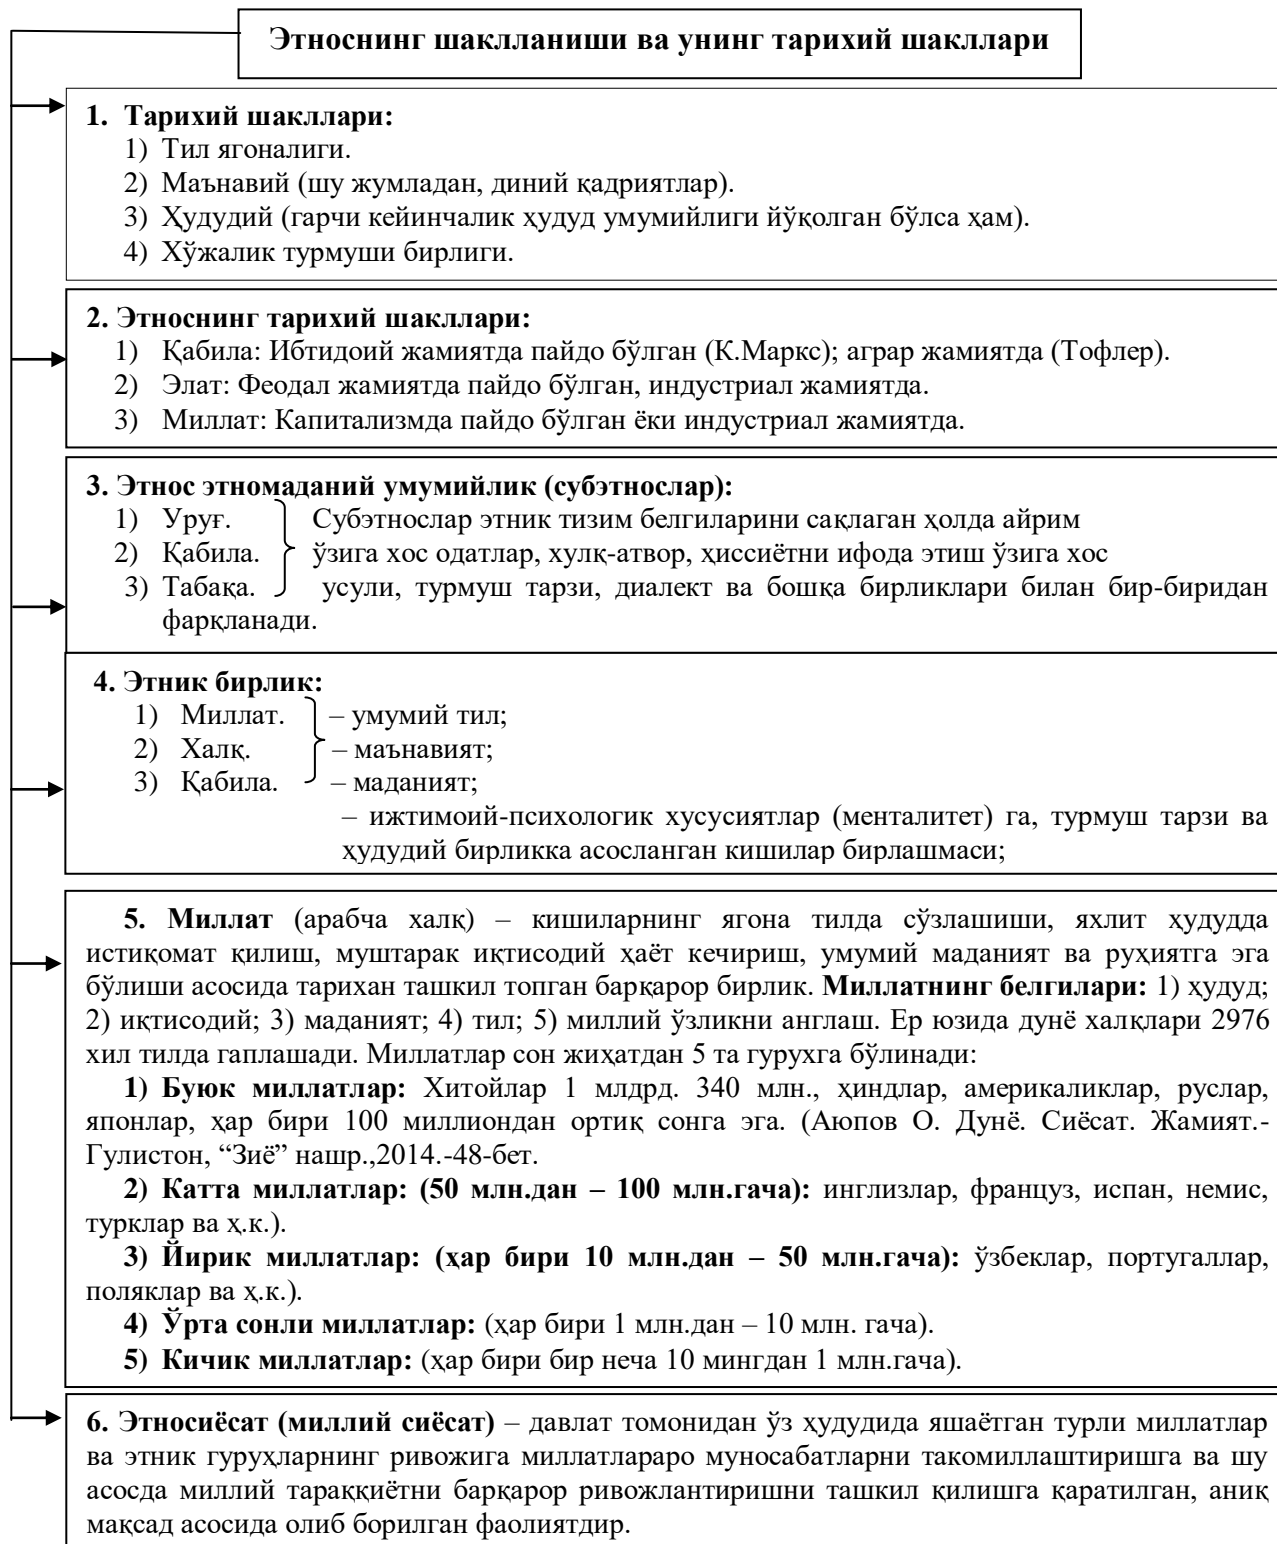 Этноснинг шаклланиши ва унинг тарихий шакллари
1. Тарихий шакллари:
1) Тил ягоналиги.
2) Маънавий (шу жумладан, диний қадриятлар).
3) Ҳудудий (гарчи кейинчалик ҳудуд умумийлиги йўқолган бўлса ҳам).
4) Хўжалик турмуши бирлиги.
2. Этноснинг тарихий шакллари:
1) Қабила: Ибтидоий жамиятда пайдо бўлган (К.Маркс); аграр жамиятда (Тофлер).
2) Элат: Феодал жамиятда пайдо бўлган, индустриал жамиятда.
3) Миллат: Капитализмда пайдо бўлган ёки индустриал жамиятда.
3. Этнос этномаданий умумийлик (субэтнослар):
1) Уруғ. Субэтнослар этник тизим белгиларини сақлаган ҳолда айрим
2) Қабила. ўзига хос одатлар, хулқ-атвор, ҳиссиётни ифода этиш ўзига хос
3) Табақа. усули, турмуш тарзи, диалект ва бошқа бирликлари билан бир-биридан
фарқланади.
4. Этник бирлик:
1) Миллат. – умумий тил;
2) Халқ. – маънавият;
3) Қабила. – маданият;
– ижтимоий-психологик хусусиятлар (менталитет) га, турмуш тарзи ва
ҳудудий бирликка асосланган кишилар бирлашмаси;
5. Миллат (арабча халқ) – кишиларнинг ягона тилда сўзлашиши, яхлит ҳудудда
истиқомат қилиш, муштарак иқтисодий ҳаёт кечириш, умумий маданият ва руҳиятга эга
бўлиши асосида тарихан ташкил топган барқарор бирлик. Миллатнинг белгилари: 1) ҳудуд;
2) иқтисодий; 3) маданият; 4) тил; 5) миллий ўзликни англаш. Ер юзида дунё халқлари 2976
хил тилда гаплашади. Миллатлар сон жиҳатдан 5 та гурухга бўлинади:
1) Буюк миллатлар: Хитойлар 1 млдрд. 340 млн., ҳиндлар, америкаликлар, руслар,
японлар, ҳар бири 100 миллиондан ортиқ сонга эга. (Аюпов О. Дунё. Сиёсат. Жамият.-
Гулистон, “Зиё” нашр.,2014.-48-бет.
2) Катта миллатлар: (50 млн.дан – 100 млн.гача): инглизлар, француз, испан, немис,
турклар ва ҳ.к.).
3) Йирик миллатлар: (ҳар бири 10 млн.дан – 50 млн.гача): ўзбеклар, португаллар,
поляклар ва ҳ.к.).
4) Ўрта сонли миллатлар: (ҳар бири 1 млн.дан – 10 млн. гача).
5) Кичик миллатлар: (ҳар бири бир неча 10 мингдан 1 млн.гача).
6. Этносиёсат (миллий сиёсат) – давлат томонидан ўз ҳудудида яшаётган турли миллатлар
ва этник гуруҳларнинг ривожига миллатлараро муносабатларни такомиллаштиришга ва шу
асосда миллий тараққиётни барқарор ривожлантиришни ташкил қилишга қаратилган, аниқ
мақсад асосида олиб борилган фаолиятдир.